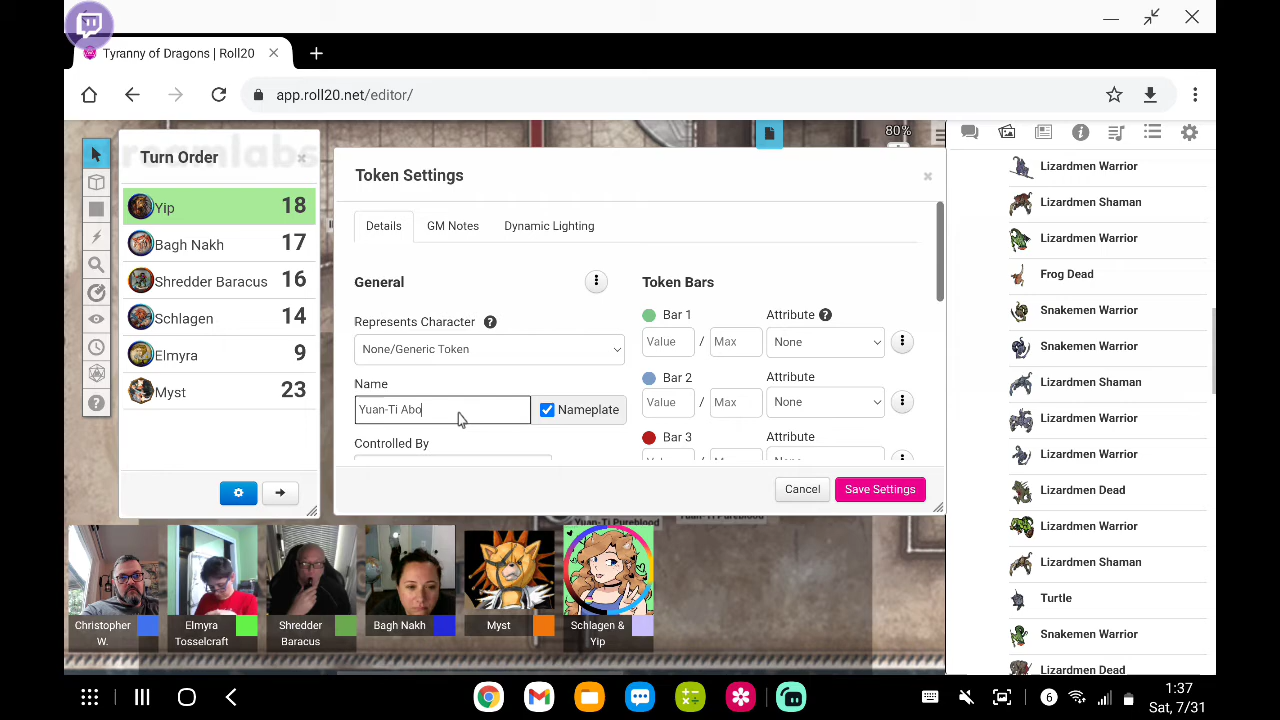 Tyranny of Dragons | Roll20
app.roll20.net/editor/
80%
Turn Order
Yip 18
Bagh Nakh 17
Shredder Baracus 16
Schlagen 14
Elmyra 9
Myst 23
Token Settings
Details GM Notes Dynamic Lighting
General
Represents Character
None/Generic Token
Name
Yuan-Ti Abo
Nameplate
Controlled By
Token Bars
Bar 1 Attribute
Value / Max None
Bar 2 Attribute
Value / Max None
Bar 3 Attribute
Cancel Save Settings
Yuan-Ti Pureblood
Yuan-Ti Pureblood
Lizardmen Warrior
Lizardmen Shaman
Lizardmen Warrior
Frog Dead
Snakemen Warrior
Snakemen Warrior
Lizardmen Shaman
Lizardmen Warrior
Snakemen Warrior
Lizardmen Dead
Lizardmen Warrior
Lizardmen Shaman
Turtle
Snakemen Warrior
Lizardmen Dead
Christopher
W.
Elmyra
Tosselcraft
Shredder
Baracus
Bagh Nakh
Myst
Schlagen &
Yip
6
1:37
Sat, 7/31